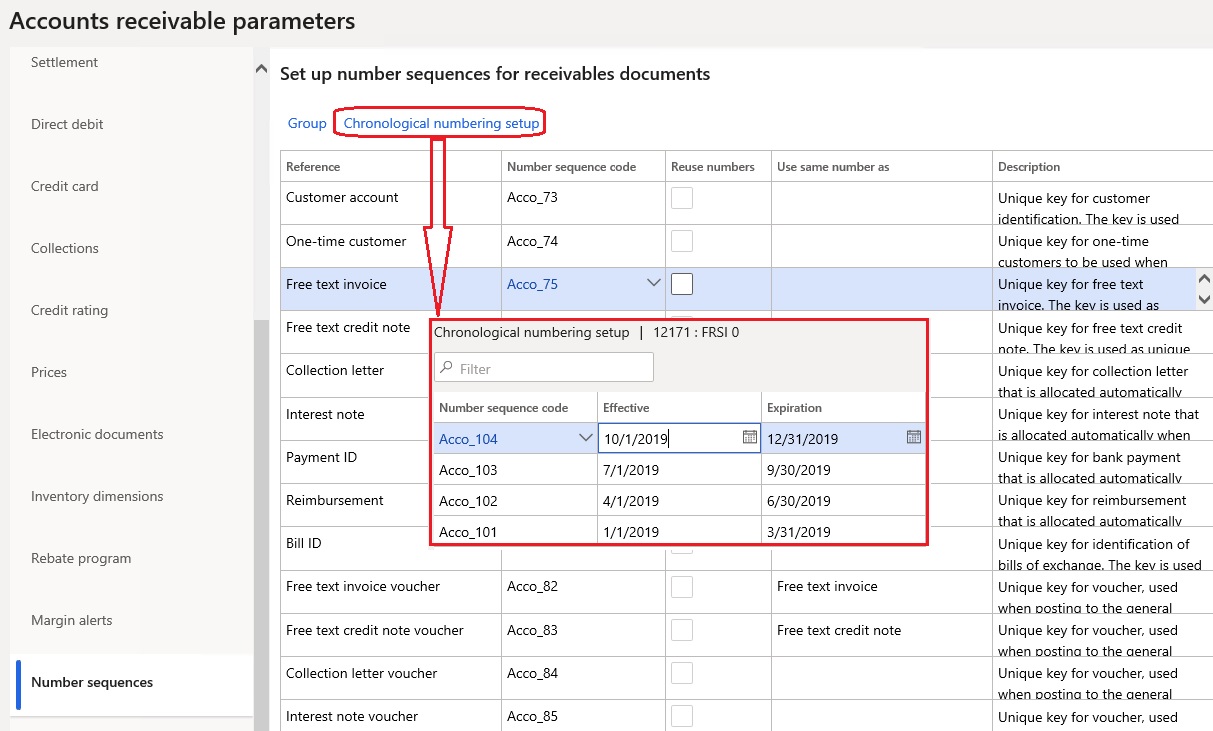 Accounts receivable parameters
Settlement
Direct debit
Credit card
Collections
Credit rating
Prices
Electronic documents
Inventory dimensions
Rebate program
Margin alerts
Number sequences
Set up number sequences for receivables documents
Group Chronological numbering setup
Reference Number sequence code Reuse numbers Use same number as Description
Customer account Acco_73 Unique key for customer
identification. The key is used
One-time customer Acco_74 Unique key for one-time
customers to be used when
Free text invoice Acco_75 Unique key for free text
invoice. The key is used as
Free text credit note Unique key for free text credit
note. The key is used as unique
Collection letter Unique key for collection letter
that is allocated automatically
Interest note Unique key for interest note that
is allocated automatically when
Payment ID Unique key for bank payment
that is allocated automatically
Reimbursement Unique key for reimbursement
that is allocated automatically
Bill ID Unique key for identification of
bills of exchange. The key is used
Free text invoice voucher Acco_82 Free text invoice Unique key for voucher, used
when posting to the general
Free text credit note voucher Acco_83 Free text credit note Unique key for voucher, used
when posting to the general
Collection letter voucher Acco_84 Unique key for voucher, used
when posting to the general
Interest note voucher Acco_85 Unique key for voucher, used
Chronological numbering setup | 12171 : FRSI 0
Filter
Number sequence code Effective Expiration
Acco_104 10/1/2019 12/31/2019
Acco_103 7/1/2019 9/30/2019
Acco_102 4/1/2019 6/30/2019
Acco_101 1/1/2019 3/31/2019